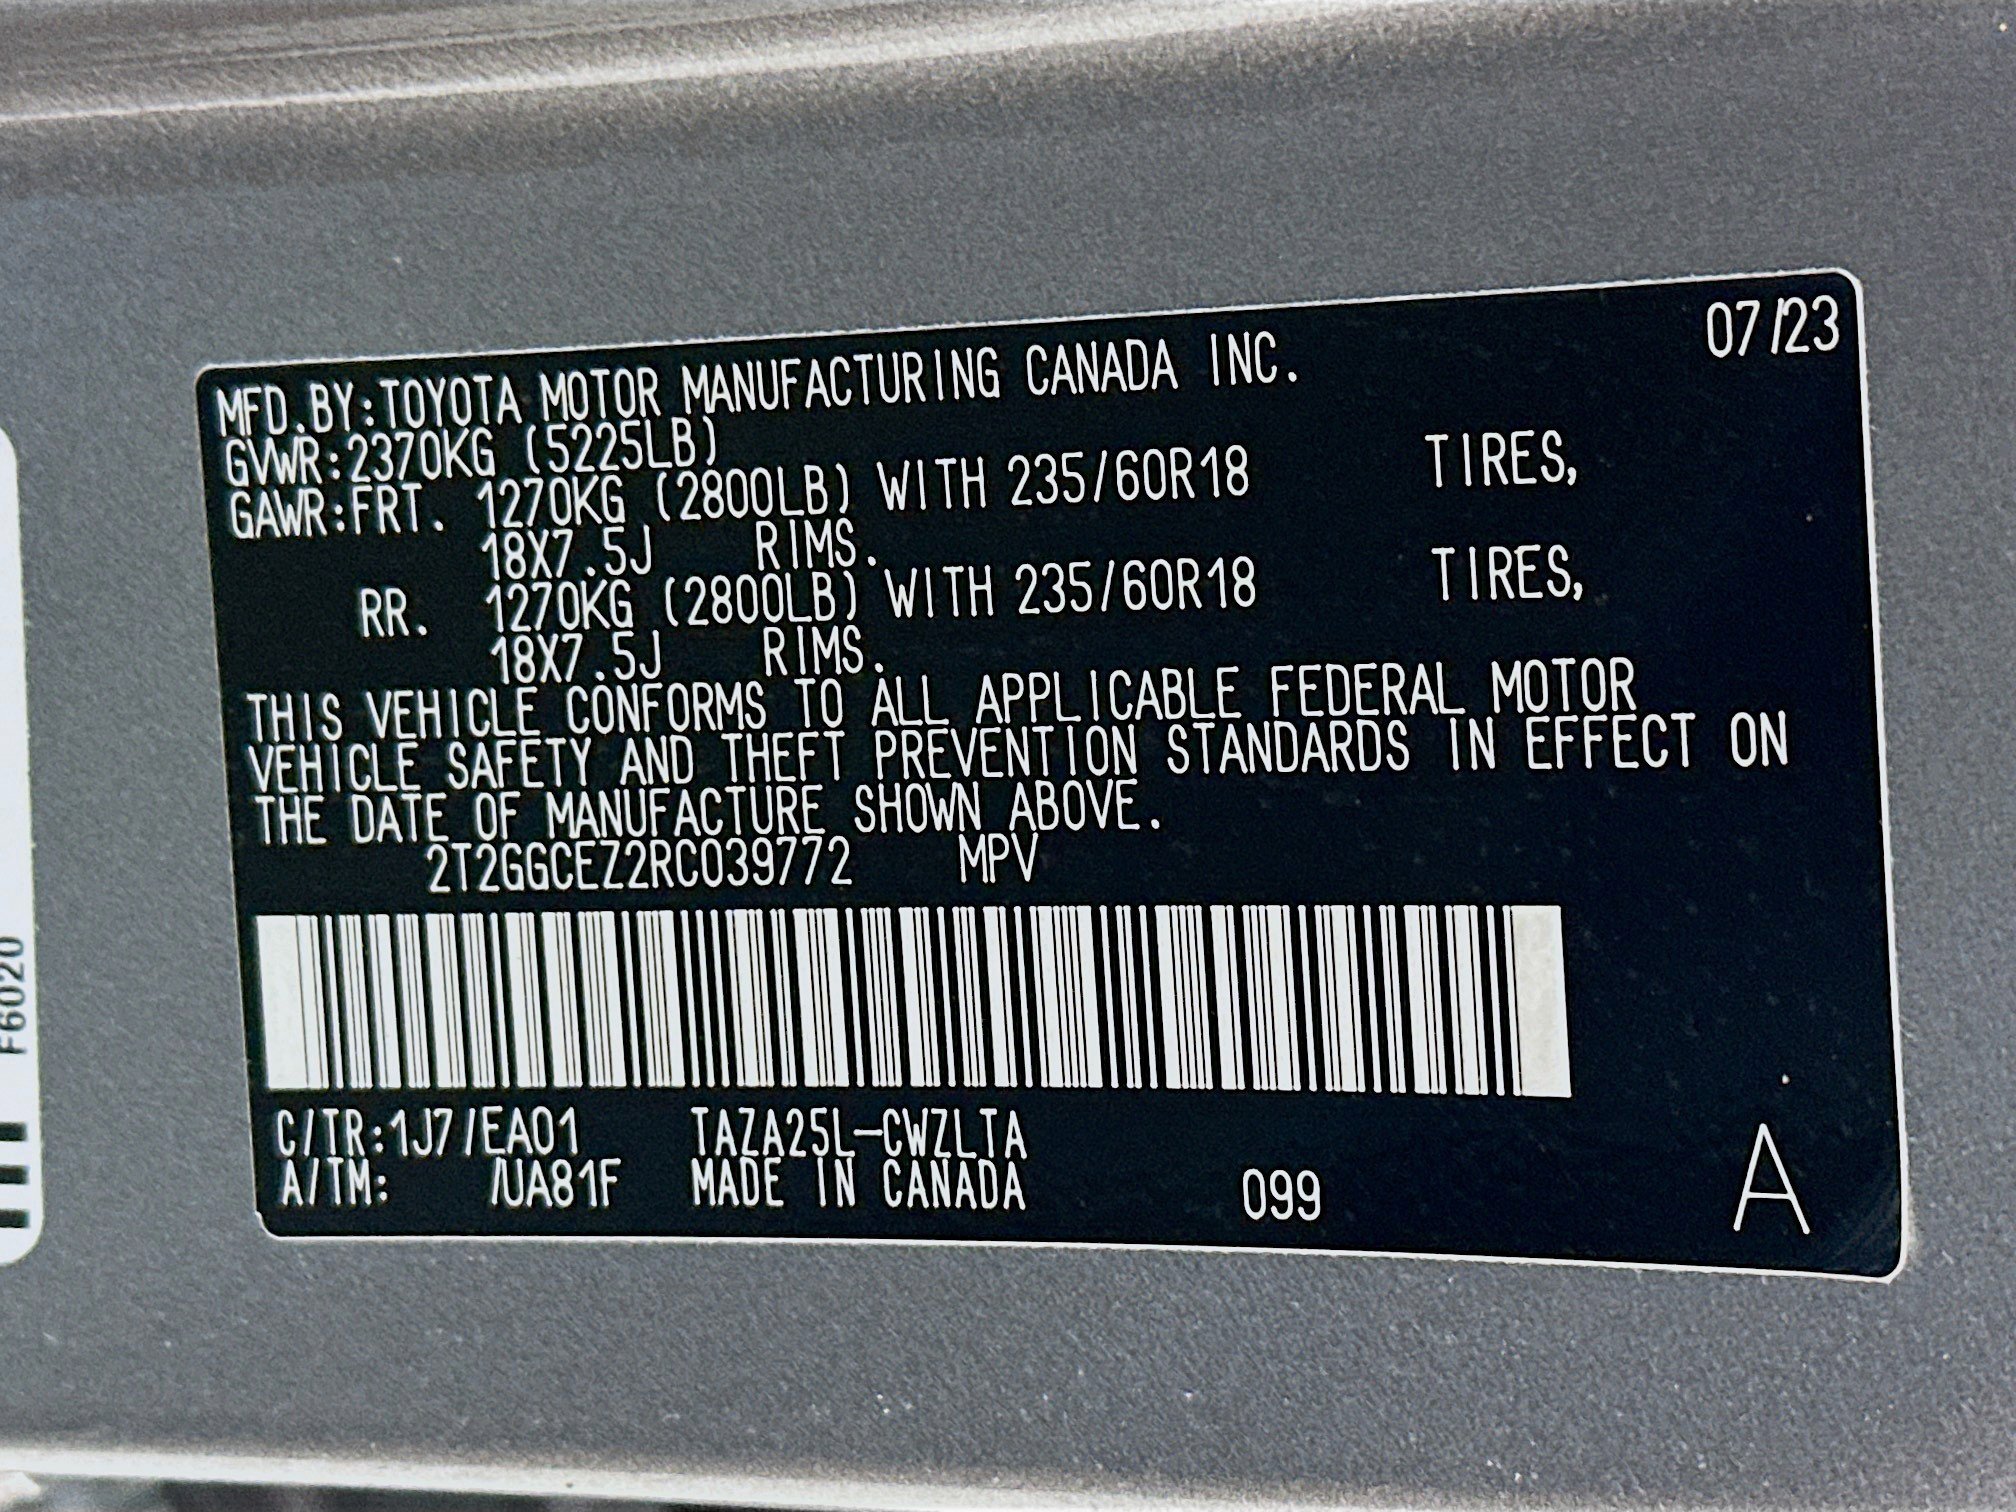 07/23
MFD.BY:TOYOTA MOTOR MANUFACTURING CANADA INC.
GVWR:2370KG (5225LB)
GAWR:FRT. 1270KG (2800LB) WITH 235/60R18 TIRES,
18X7.5J RIMS.
RR. 1270KG (2800LB) WITH 235/60R18 TIRES,
18X7.5J RIMS.
THIS VEHICLE CONFORMS TO ALL APPLICABLE FEDERAL MOTOR
VEHICLE SAFETY AND THEFT PREVENTION STANDARDS IN EFFECT ON
THE DATE OF MANUFACTURE SHOWN ABOVE.
2T2GGCEZ2RC039772 MPV
C/TR:1J7/EA01 TAZA25L-CWZLTA
A/TM: /UA81F MADE IN CANADA 099 A
F6020